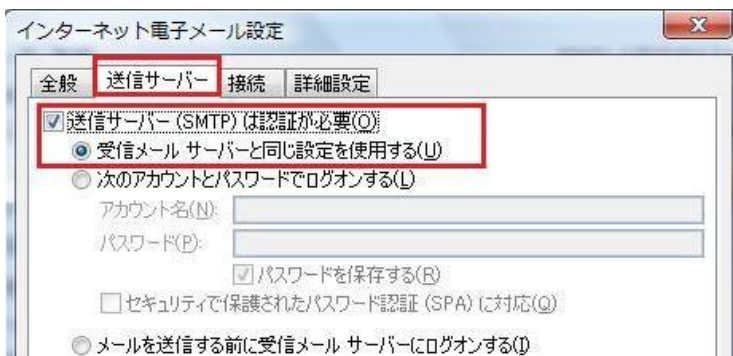 インターネット電子メール設定
全般 送信サーバー 接続 詳細設定
送信サーバー (SMTP) は認証が必要(O)
受信メール サーバーと同じ設定を使用する(U)
次のアカウントとパスワードでログオンする(L)
アカウント名(N):
パスワード(P):
パスワードを保存する(R)
セキュリティで保護されたパスワード認証 (SPA) に対応(Q)
メールを送信する前に受信メール サーバーにログオンする(I)